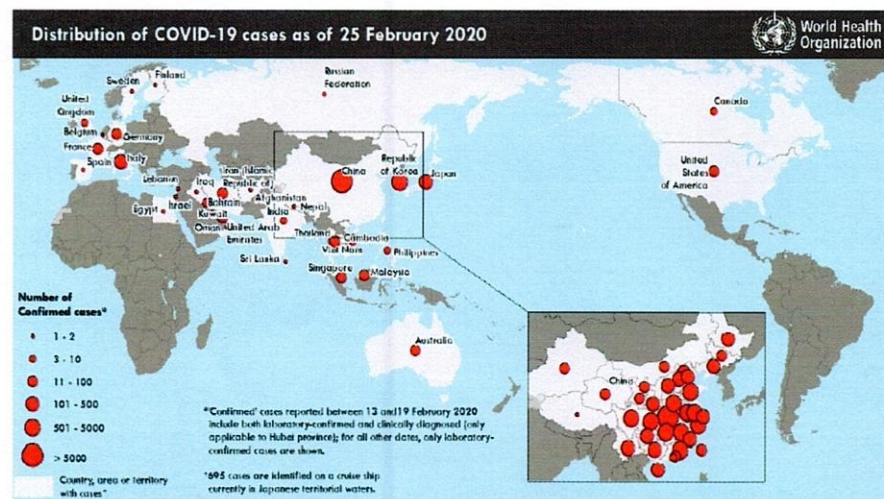 Distribution of COVID-19 cases as of 25 February 2020
World Health
Organization
Sweden
Finland
Russian
Federation
United
Kingdom
Belgium
Germany
France
Spain
Italy
Canada
United
States
of America
China
Republic
of Korea
Japan
Lebanon
Iraq
Iran (Islamic
Republic of)
Bahrain
Afghanistan
Israel
Egypt
Kuwait
Nepal
India
Oman
United Arab
Emirates
Thailand
Cambodia
Viet Nam
Philippines
Sri Lanka
Singapore
Malaysia
Australia
China
Number of
Confirmed cases*
1 - 2
3 - 10
11 - 100
101 - 500
501 - 5000
> 5000
Country, area or territory
with cases*
*'Confirmed' cases reported between 13 and 19 February 2020
include both laboratory-confirmed and clinically diagnosed (only
applicable to Hubei province); for all other dates, only laboratory-
confirmed cases are shown.
*695 cases are identified on a cruise ship
currently in Japanese territorial waters.